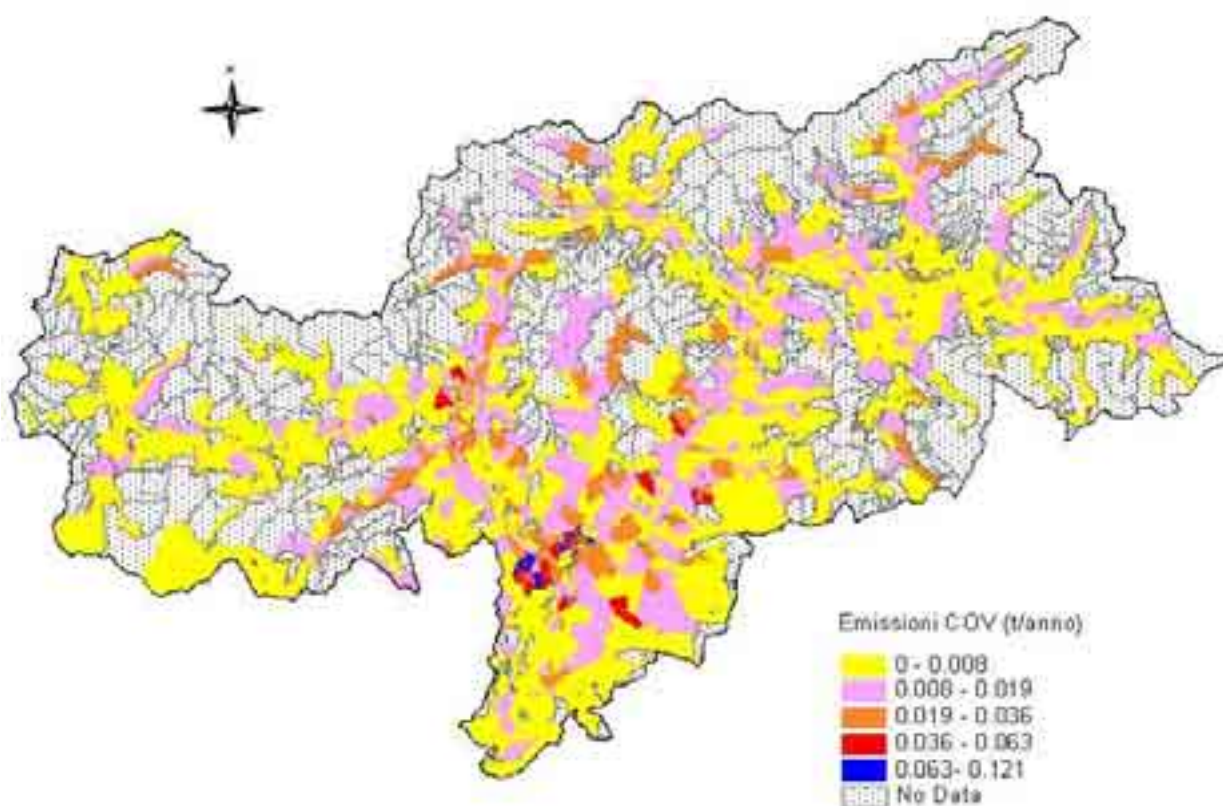 Emissioni COV (t/anno)
0 - 0.008
0.008 - 0.019
0.019 - 0.036
0.036 - 0.063
0.063- 0.121
No Data